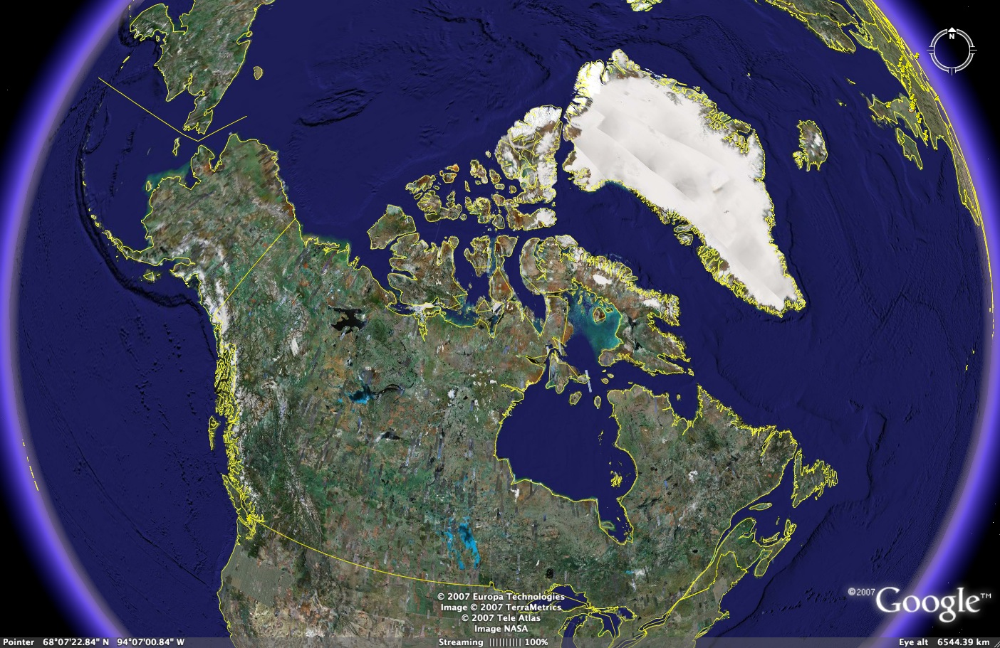 N
© 2007 Europa Technologies
Image © 2007 TerraMetrics
© 2007 Tele Atlas
Image NASA
©2007 Google™
Pointer 68°07'22.84" N 94°07'00.84" W
Streaming |||||||||| 100%
Eye alt 6544.39 km